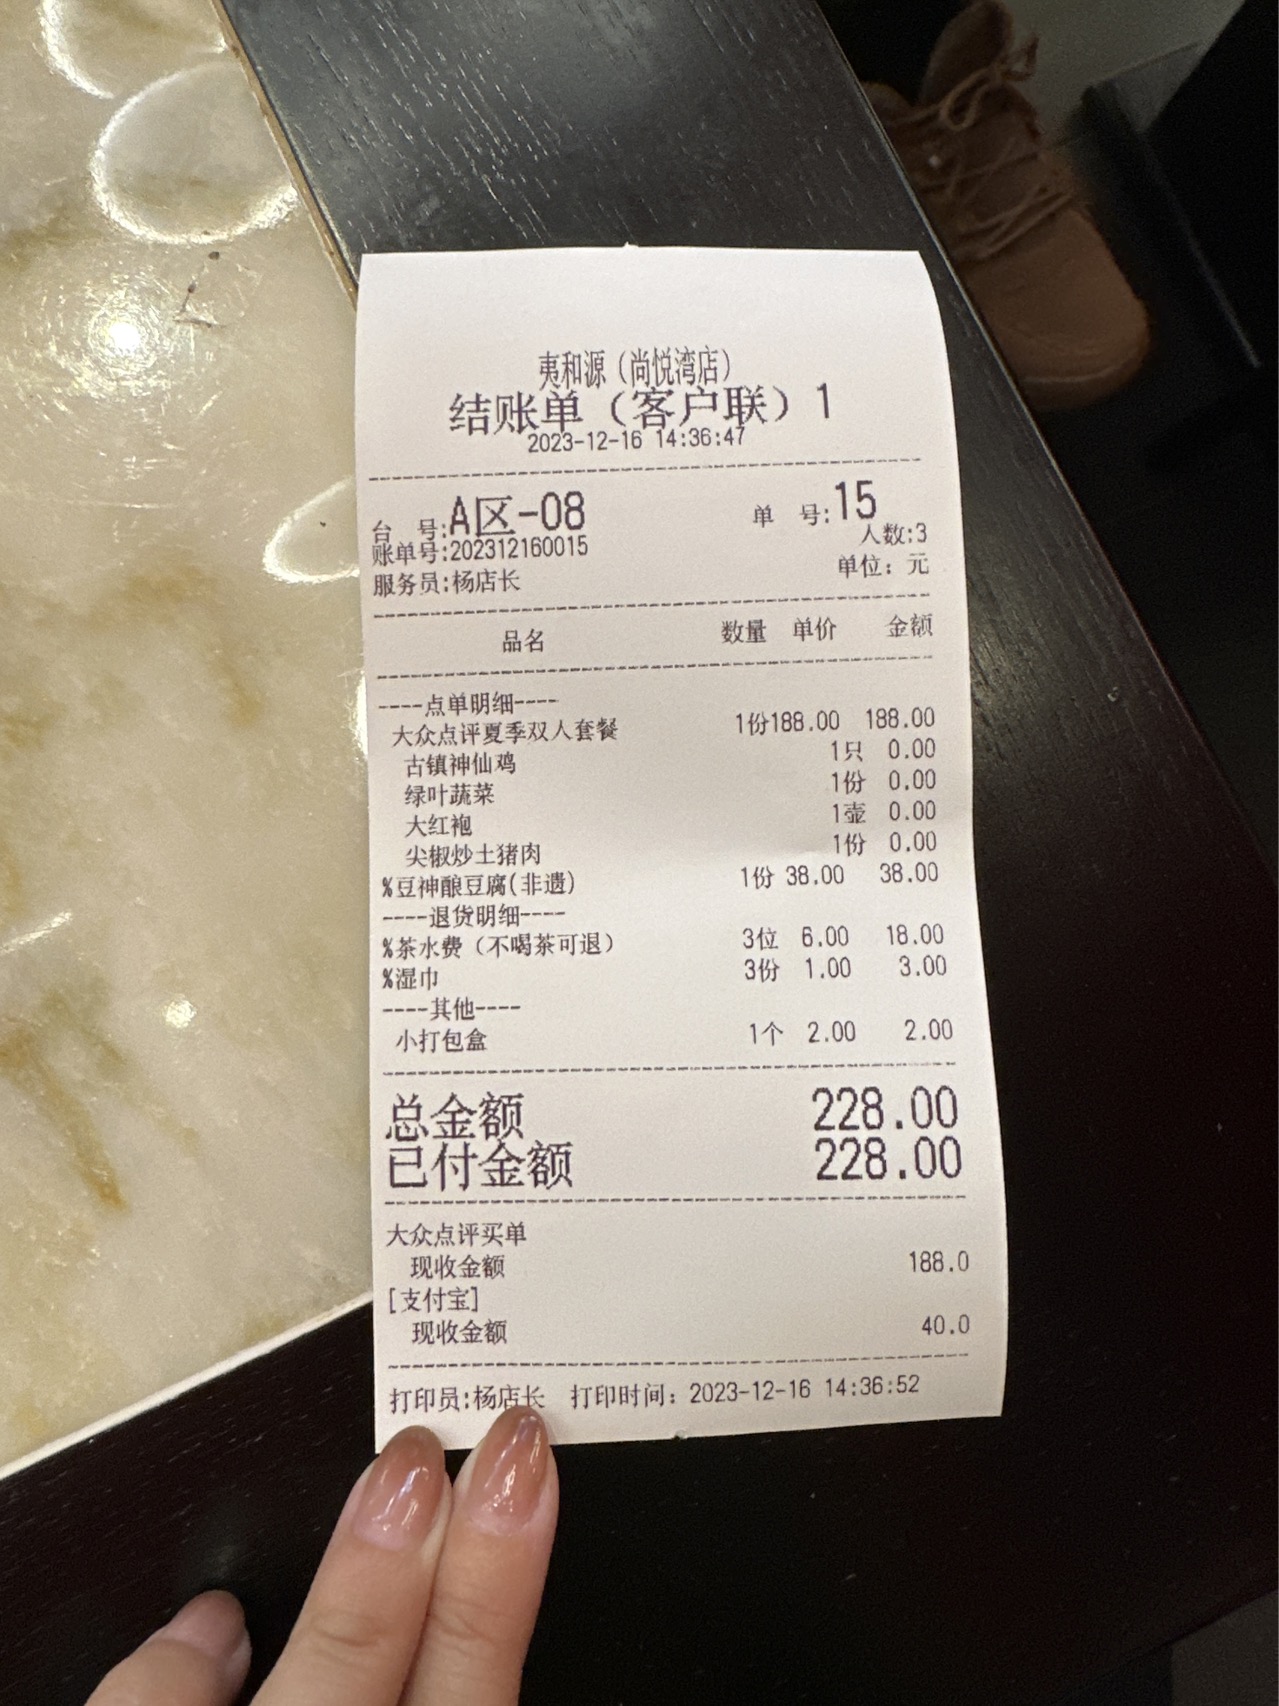 夷和源（尚悦湾店）
结账单（客户联）1
2023-12-16 14:36:47
台 号:A区-08 单 号:15
人数:3
账单号:202312160015
服务员:杨店长 单位：元
品名 数量 单价 金额
----点单明细----
大众点评夏季双人套餐 1份188.00 188.00
古镇神仙鸡 1只 0.00
绿叶蔬菜 1份 0.00
大红袍 1壶 0.00
尖椒炒土猪肉 1份 0.00
%豆神酿豆腐(非遗) 1份 38.00 38.00
----退货明细----
%茶水费（不喝茶可退） 3位 6.00 18.00
%湿巾 3份 1.00 3.00
----其他----
小打包盒 1个 2.00 2.00
总金额 228.00
已付金额 228.00
大众点评买单
现收金额 188.0
[支付宝]
现收金额 40.0
打印员:杨店长 打印时间：2023-12-16 14:36:52